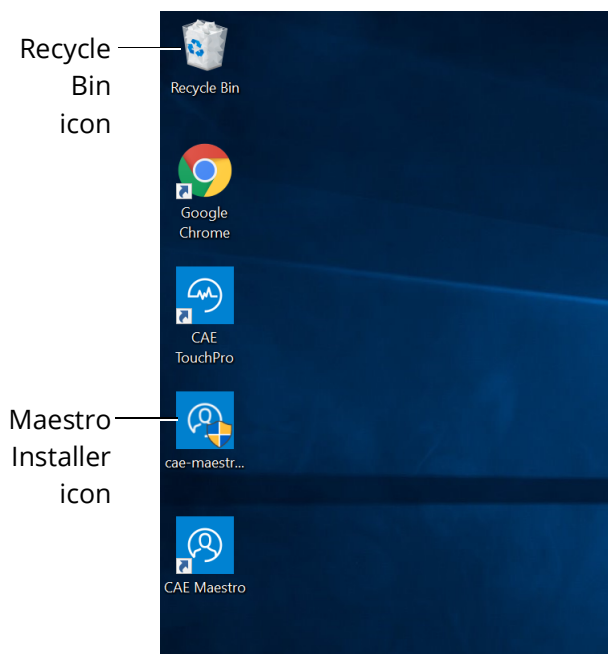 Recycle
Bin
icon
Recycle Bin
Google
Chrome
CAE
TouchPro
Maestro
Installer
icon
cae-maestr...
CAE Maestro